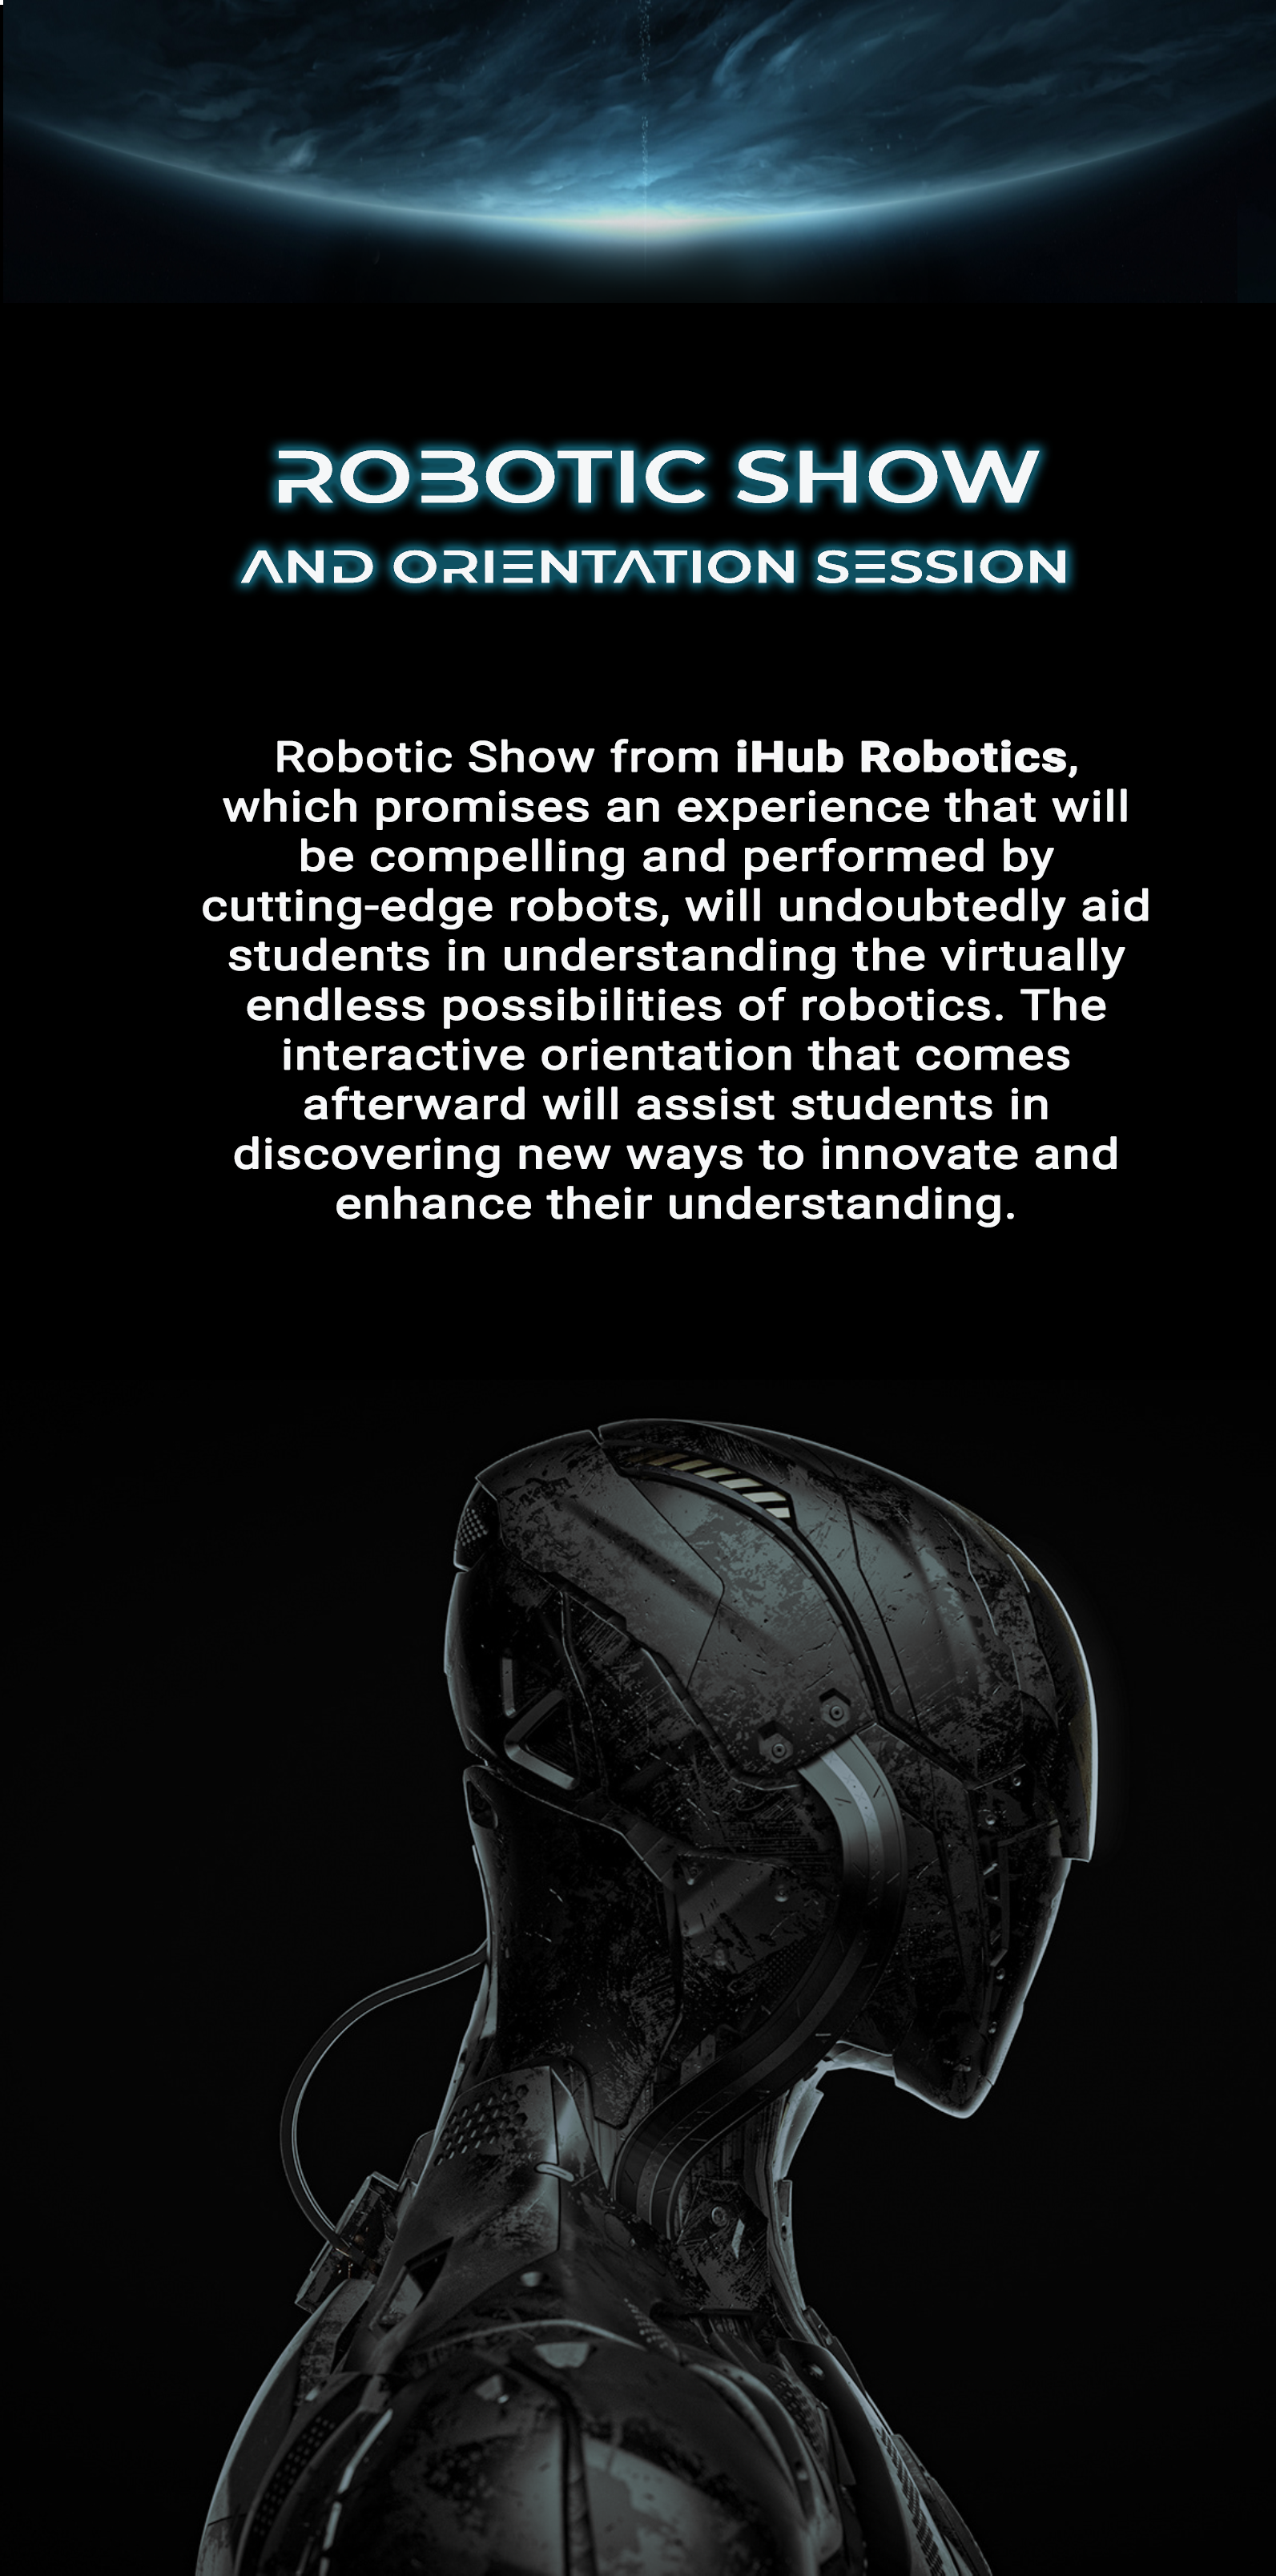 ROBOTIC SHOW
AND ORIENTATION SESSION
Robotic Show from iHub Robotics,
which promises an experience that will
be compelling and performed by
cutting-edge robots, will undoubtedly aid
students in understanding the virtually
endless possibilities of robotics. The
interactive orientation that comes
afterward will assist students in
discovering new ways to innovate and
enhance their understanding.